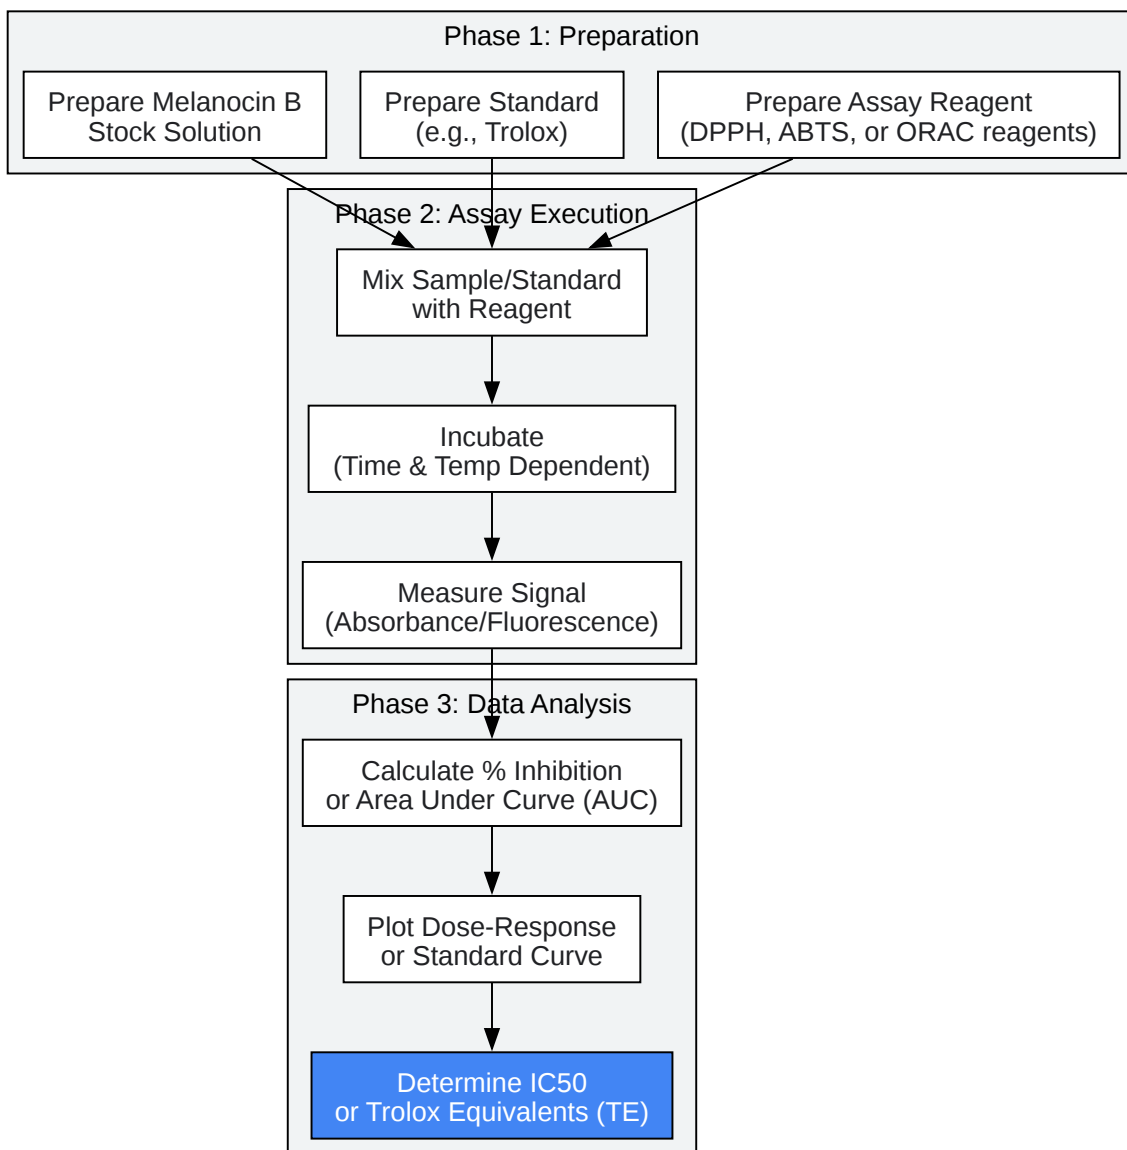 Phase 1: Preparation
Prepare Melanocin B
Stock Solution
Prepare Standard
(e.g., Trolox)
Prepare Assay Reagent
(DPPH, ABTS, or ORAC reagents)
Phase 2: Assay Execution
Mix Sample/Standard
with Reagent
Incubate
(Time & Temp Dependent)
Measure Signal
(Absorbance/Fluorescence)
Phase 3: Data Analysis
Calculate % Inhibition
or Area Under Curve (AUC)
Plot Dose-Response
or Standard Curve
Determine IC50
or Trolox Equivalents (TE)